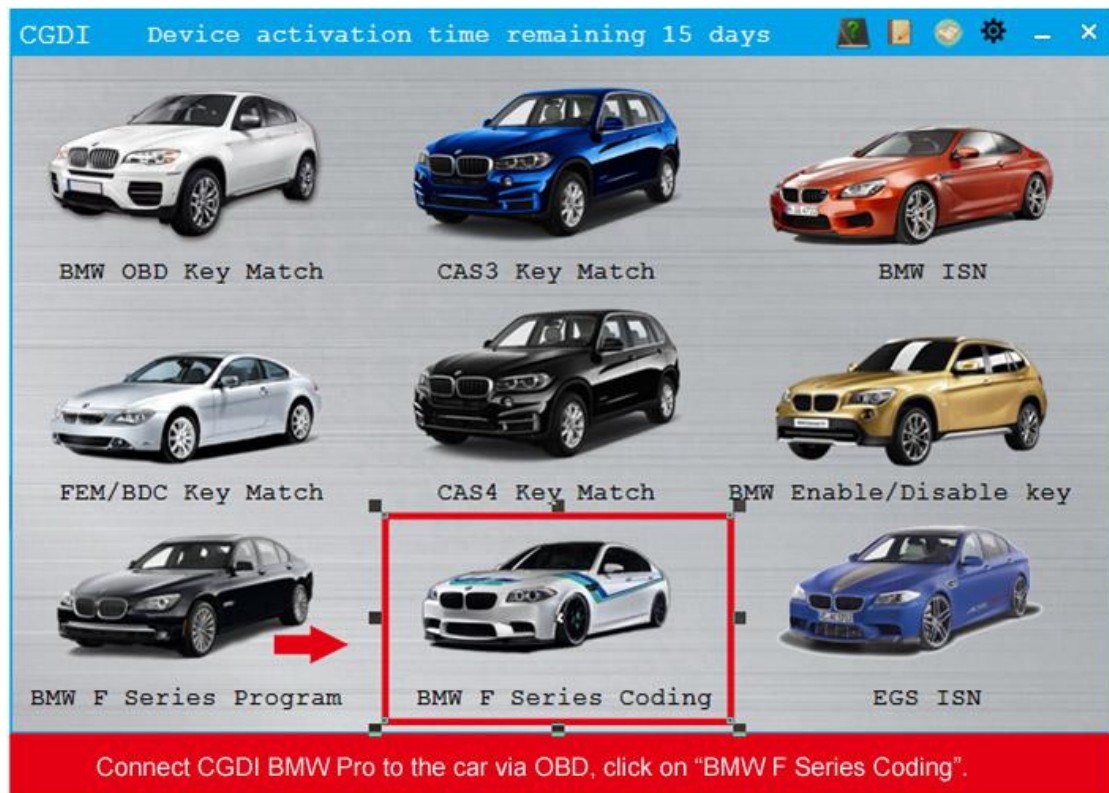 CGDI Device activation time remaining 15 days
BMW OBD Key Match
CAS3 Key Match
BMW ISN
FEM/BDC Key Match
CAS4 Key Match
BMW Enable/Disable key
BMW F Series Program
BMW F Series Coding
EGS ISN
Connect CGDI BMW Pro to the car via OBD, click on “BMW F Series Coding”.